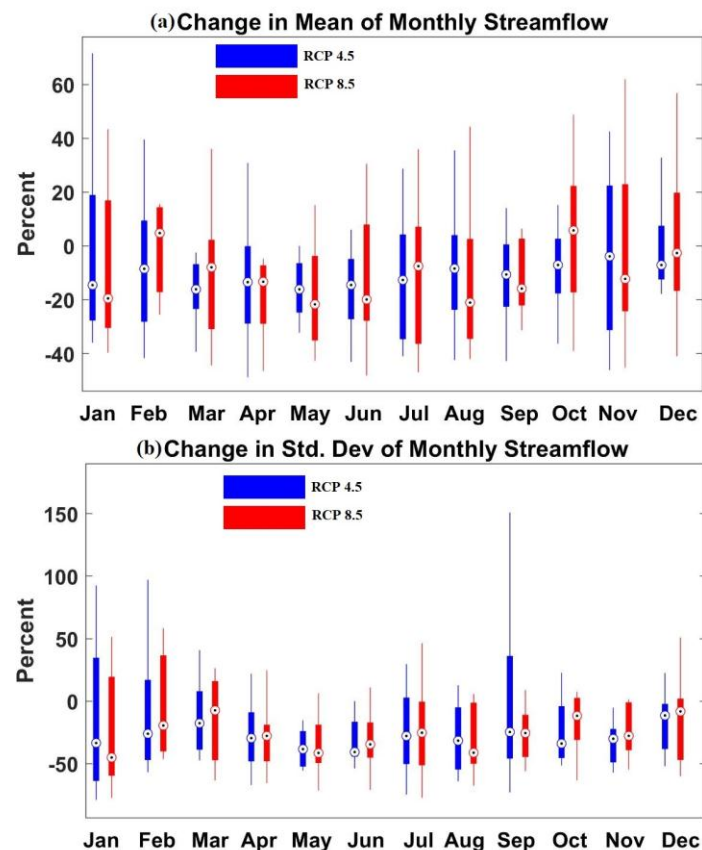 (a) Change in Mean of Monthly Streamflow
RCP 4.5
RCP 8.5
60
40
20
0
-20
-40
Percent
Jan Feb Mar Apr May Jun Jul Aug Sep Oct Nov Dec
(b) Change in Std. Dev of Monthly Streamflow
RCP 4.5
RCP 8.5
150
100
50
0
-50
Percent
Jan Feb Mar Apr May Jun Jul Aug Sep Oct Nov Dec